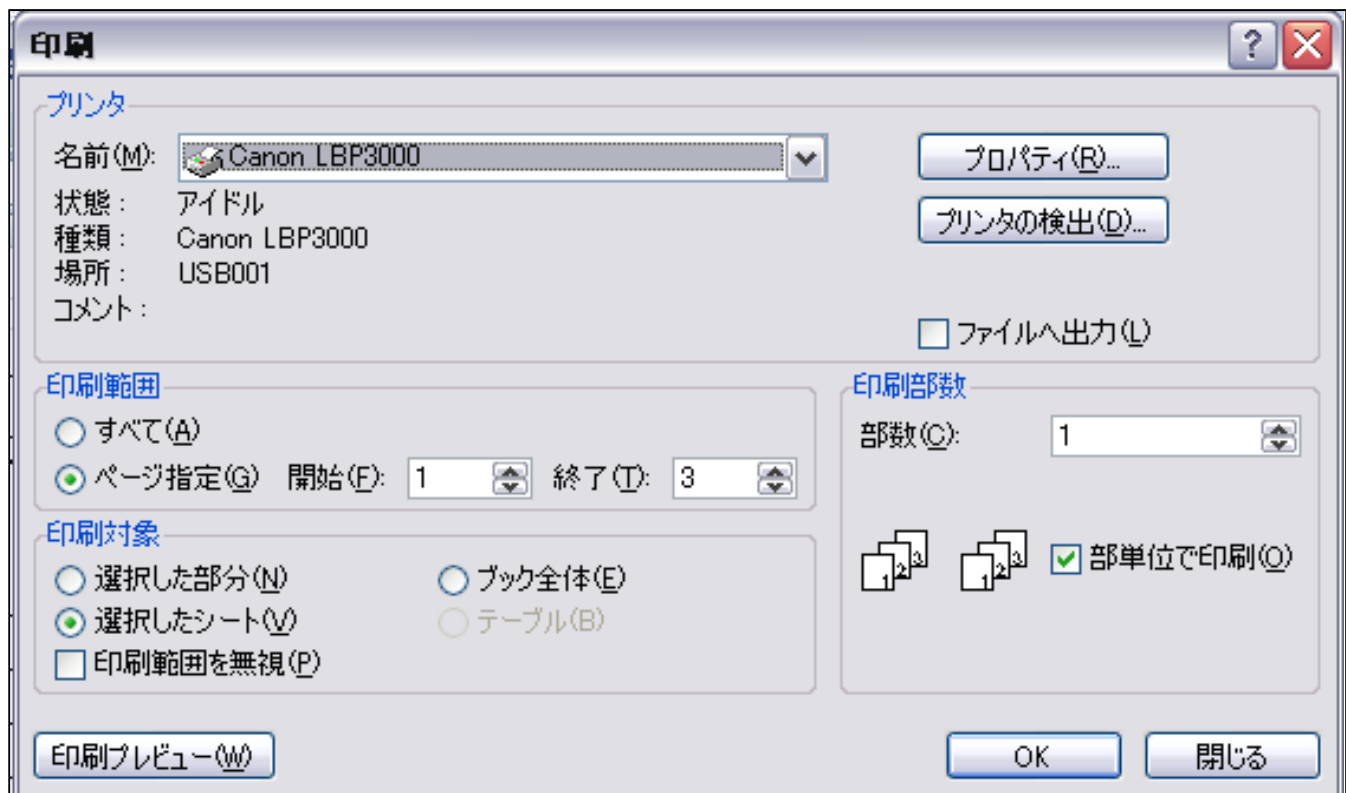 印刷
プリンタ
名前(M): Canon LBP3000 プロパティ(R)...
状態: アイドル
プリンタの検出(D)...
種類: Canon LBP3000
場所: USB001
コメント:
ファイルへ出力(L)
印刷範囲
すべて(A)
ページ指定(G) 開始(F): 1 終了(T): 3
印刷部数
部数(C): 1
1 2 3 1 2 3 部単位で印刷(O)
印刷対象
選択した部分(N) ブック全体(E)
選択したシート(V) テーブル(B)
印刷範囲を無視(P)
印刷プレビュー(W) OK 閉じる